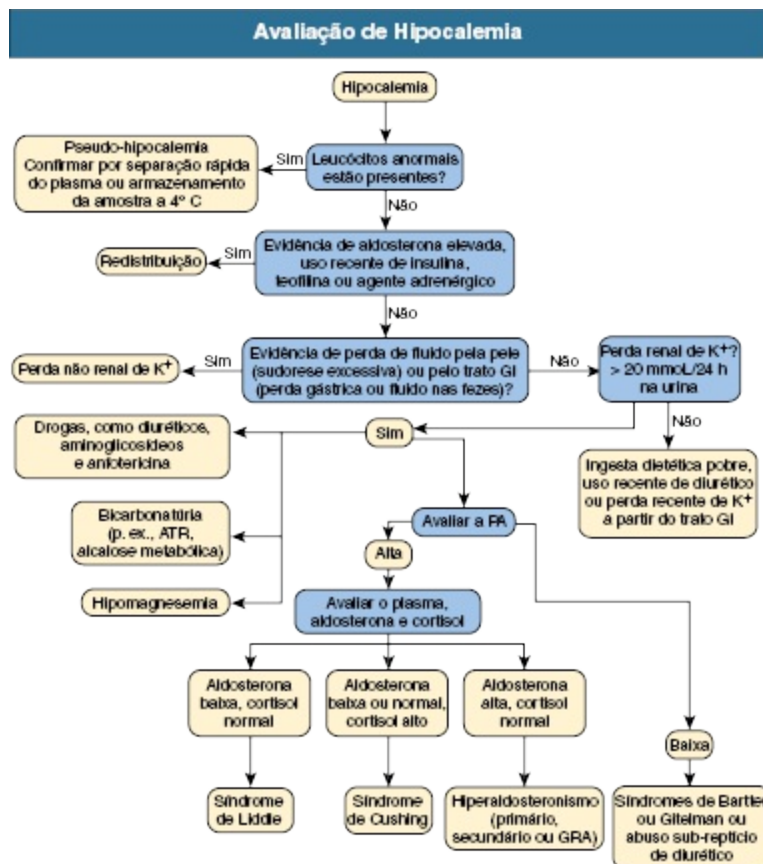 Avaliação de Hipocalemia
Hipocalemia
Leucócitos anormais
estão presentes?
Sim
Pseudo-hipocalemia
Confirmar por separação rápida
do plasma ou armazenamento
da amostra a 4º C
Não
Evidência de aldosterona elevada,
uso recente de insulina,
teofilina ou agente adrenérgico
Sim
Redistribuição
Não
Evidência de perda de fluido pela pele
(sudorese excessiva) ou pelo trato GI
(perda gástrica ou fluido nas fezes)?
Sim
Perda não renal de K+
Não
Perda renal de K+?
> 20 mmoL/24 h
na urina
Não
Ingesta dietética pobre,
uso recente de diurético
ou perda recente de K+
a partir do trato GI
Sim
Drogas, como diuréticos,
aminoglicosídeos
e anfotericina
Bicarbonatúria
(p. ex., ATR,
alcalose metabólica)
Hipomagnesemia
Avaliar a PA
Alta
Avaliar o plasma,
aldosterona e cortisol
Aldosterona
baixa, cortisol
normal
Aldosterona
baixa ou normal,
cortisol alto
Aldosterona
alta, cortisol
normal
Baixa
Síndrome
de Liddle
Síndrome
de Cushing
Hiperaldosteronismo
(primário,
secundário ou GRA)
Síndromes de Bartter
ou Gitelman ou
abuso sub-reptício
de diurético